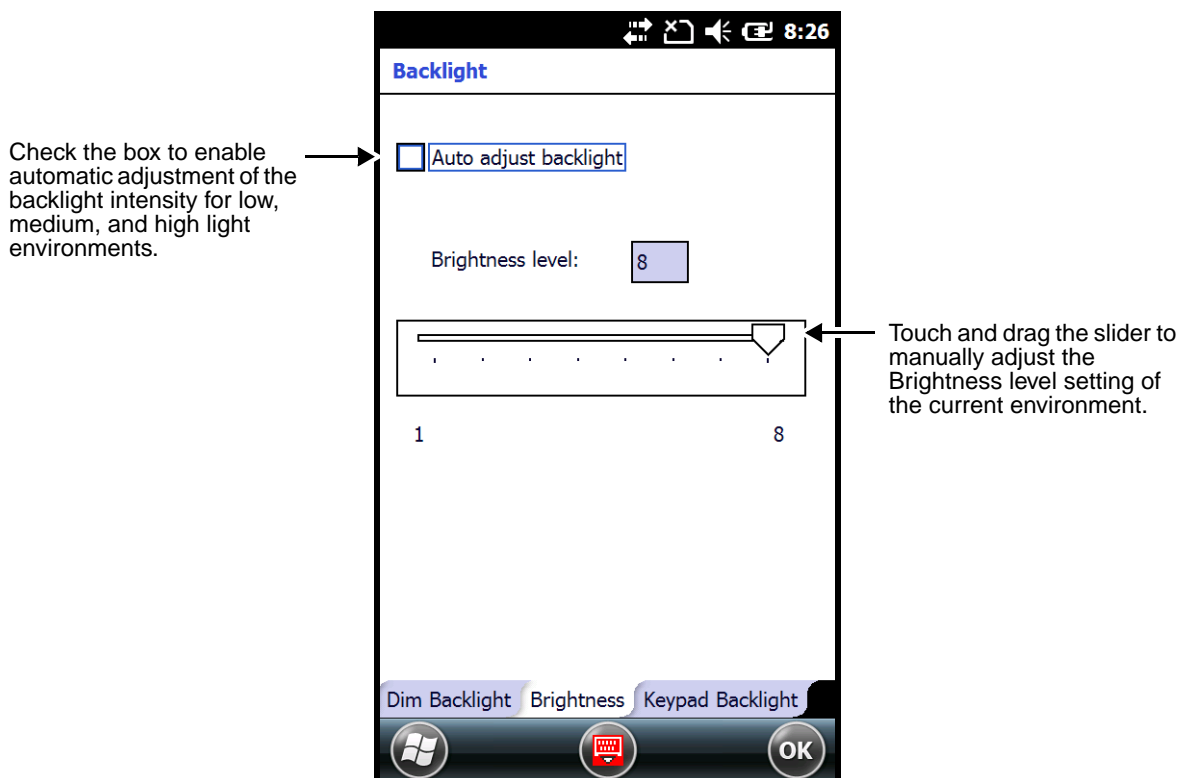 8:26
Backlight
Check the box to enable
automatic adjustment of the
backlight intensity for low,
medium, and high light
environments.
Auto adjust backlight
Brightness level:
8
Touch and drag the slider to
manually adjust the
Brightness level setting of
the current environment.
1
8
Dim Backlight
Brightness
Keypad Backlight
OK